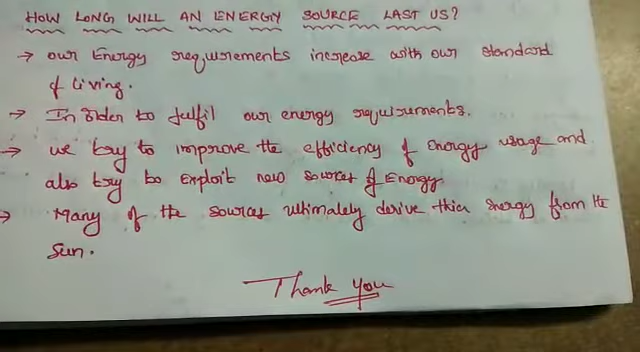 HOW LONG WILL AN ENERGY SOURCE LAST US?
→ our Energy requirements increase with our standard
of living.
→ In order to fulfil our energy requirements.
→ we try to improve the efficiency of energy usage and
also try to exploit new sources of Energy
→ Many of the sources ultimately derive their energy from the
Sun.
Thank you